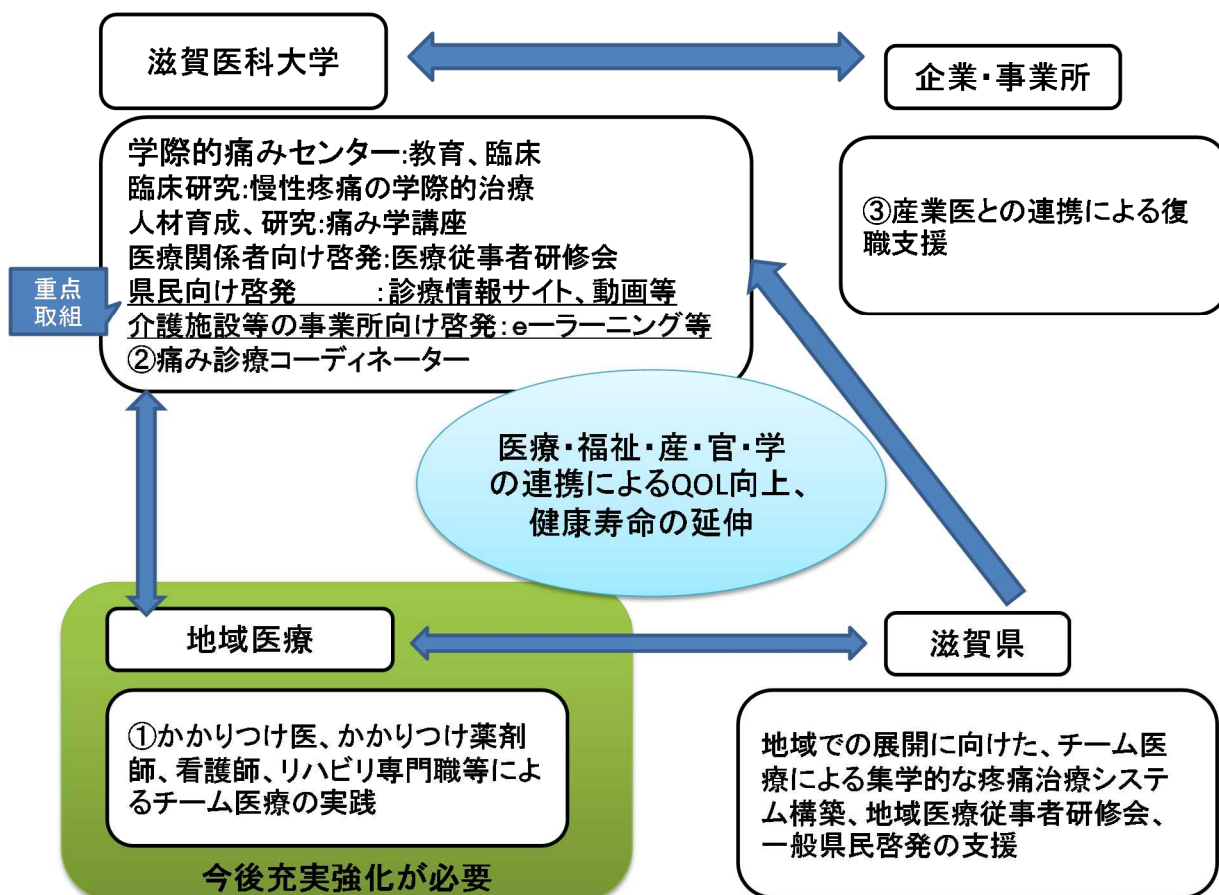 滋賀医科大学
企業・事業所
学際的痛みセンター:教育、臨床
臨床研究:慢性疼痛の学際的治療
人材育成、研究:痛み学講座
医療関係者向け啓発:医療従事者研修会
県民向け啓発　　　:診療情報サイト、動画等
介護施設等の事業所向け啓発:eーラーニング等
②痛み診療コーディネーター
重点
取組
③産業医との連携による復
職支援
医療・福祉・産・官・学
の連携によるQOL向上、
健康寿命の延伸
地域医療
滋賀県
①かかりつけ医、かかりつけ薬剤
師、看護師、リハビリ専門職等によ
るチーム医療の実践
今後充実強化が必要
地域での展開に向けた、チーム医
療による集学的な疼痛治療システ
ム構築、地域医療従事者研修会、
一般県民啓発の支援